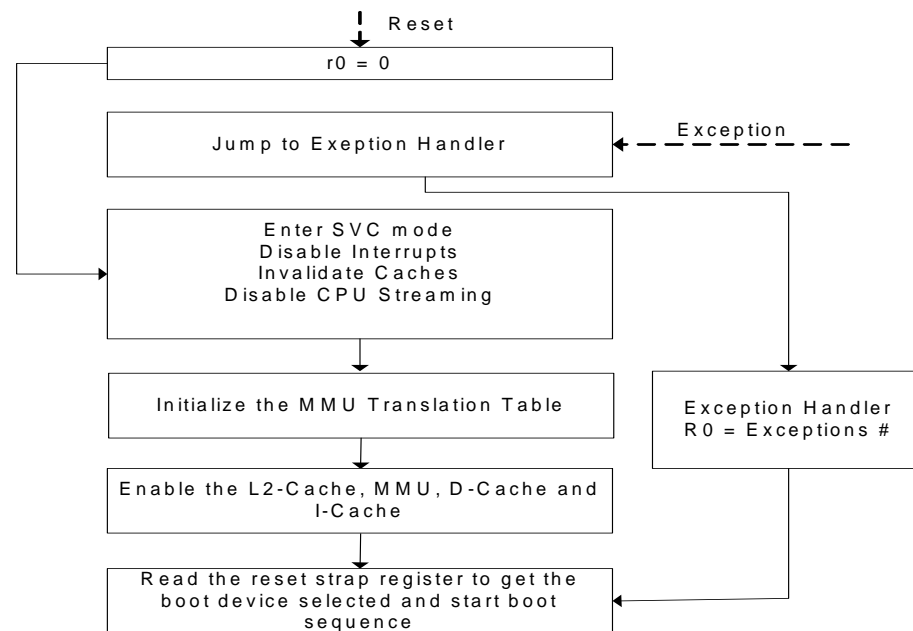 Reset
r0 = 0
Jump to Exeption Handler
Exception
Enter SVC mode
Disable Interrupts
Invalidate Caches
Disable CPU Streaming
Initialize the MMU Translation Table
Exception Handler
R0 = Exceptions #
Enable the L2-Cache, MMU, D-Cache and
I-Cache
Read the reset strap register to get the
boot device selected and start boot
sequence